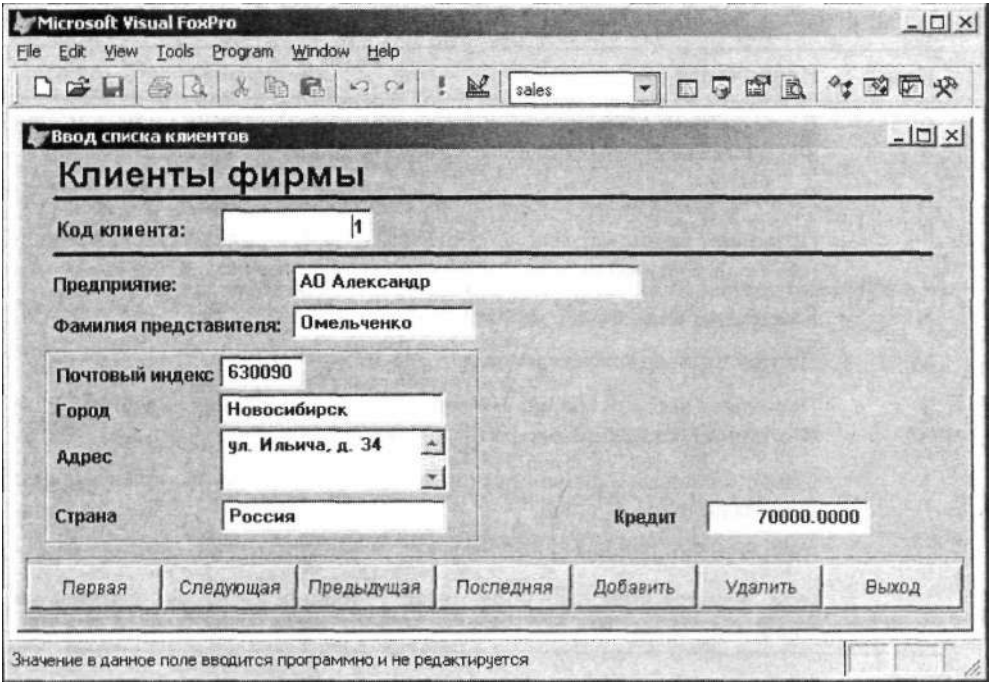 Microsoft Visual FoxPro
File Edit View Tools Program Window Help
sales
Ввод списка клиентов
Клиенты фирмы
Код клиента: 1
Предприятие: АО Александр
Фамилия представителя: Омельченко
Почтовый индекс 630090
Город Новосибирск
Адрес ул. Ильича, д. 34
Страна Россия
Кредит 70000.0000
Первая Следующая Предыдущая Последняя Добавить Удалить Выход
Значение в данное поле вводится программно и не редактируется